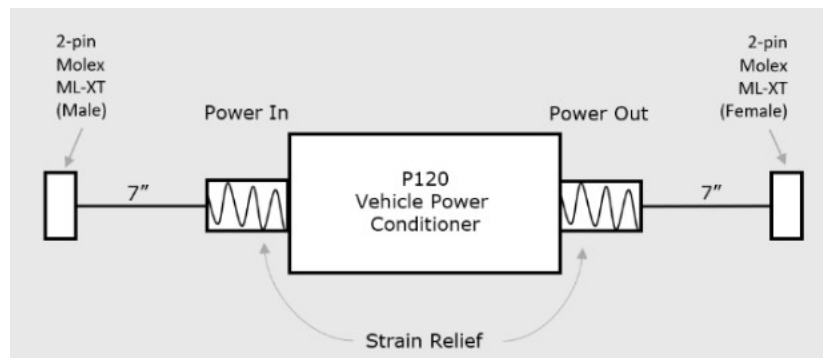 2-pin
Molex
ML-XT
(Male)
2-pin
Molex
ML-XT
(Female)
Power In
Power Out
7”
P120
Vehicle Power
Conditioner
7”
Strain Relief